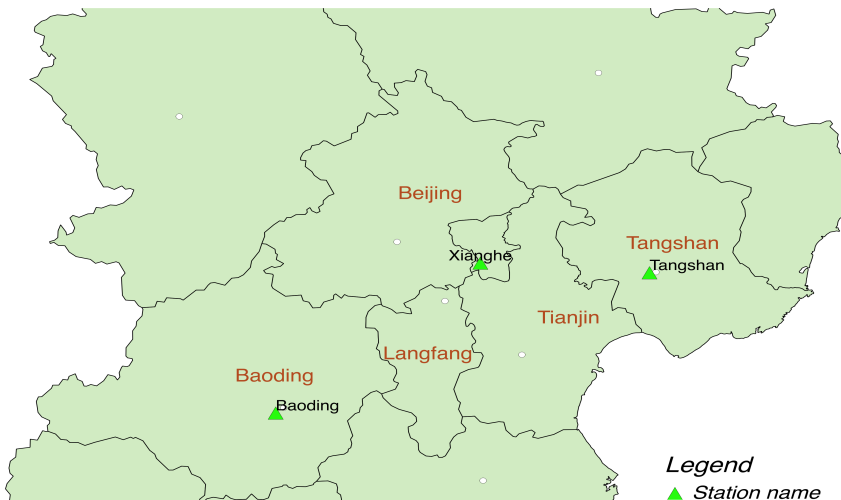 Beijing
Tangshan
Xianghe
Tangshan
Tianjin
Langfang
Baoding
Baoding
Legend
Station name